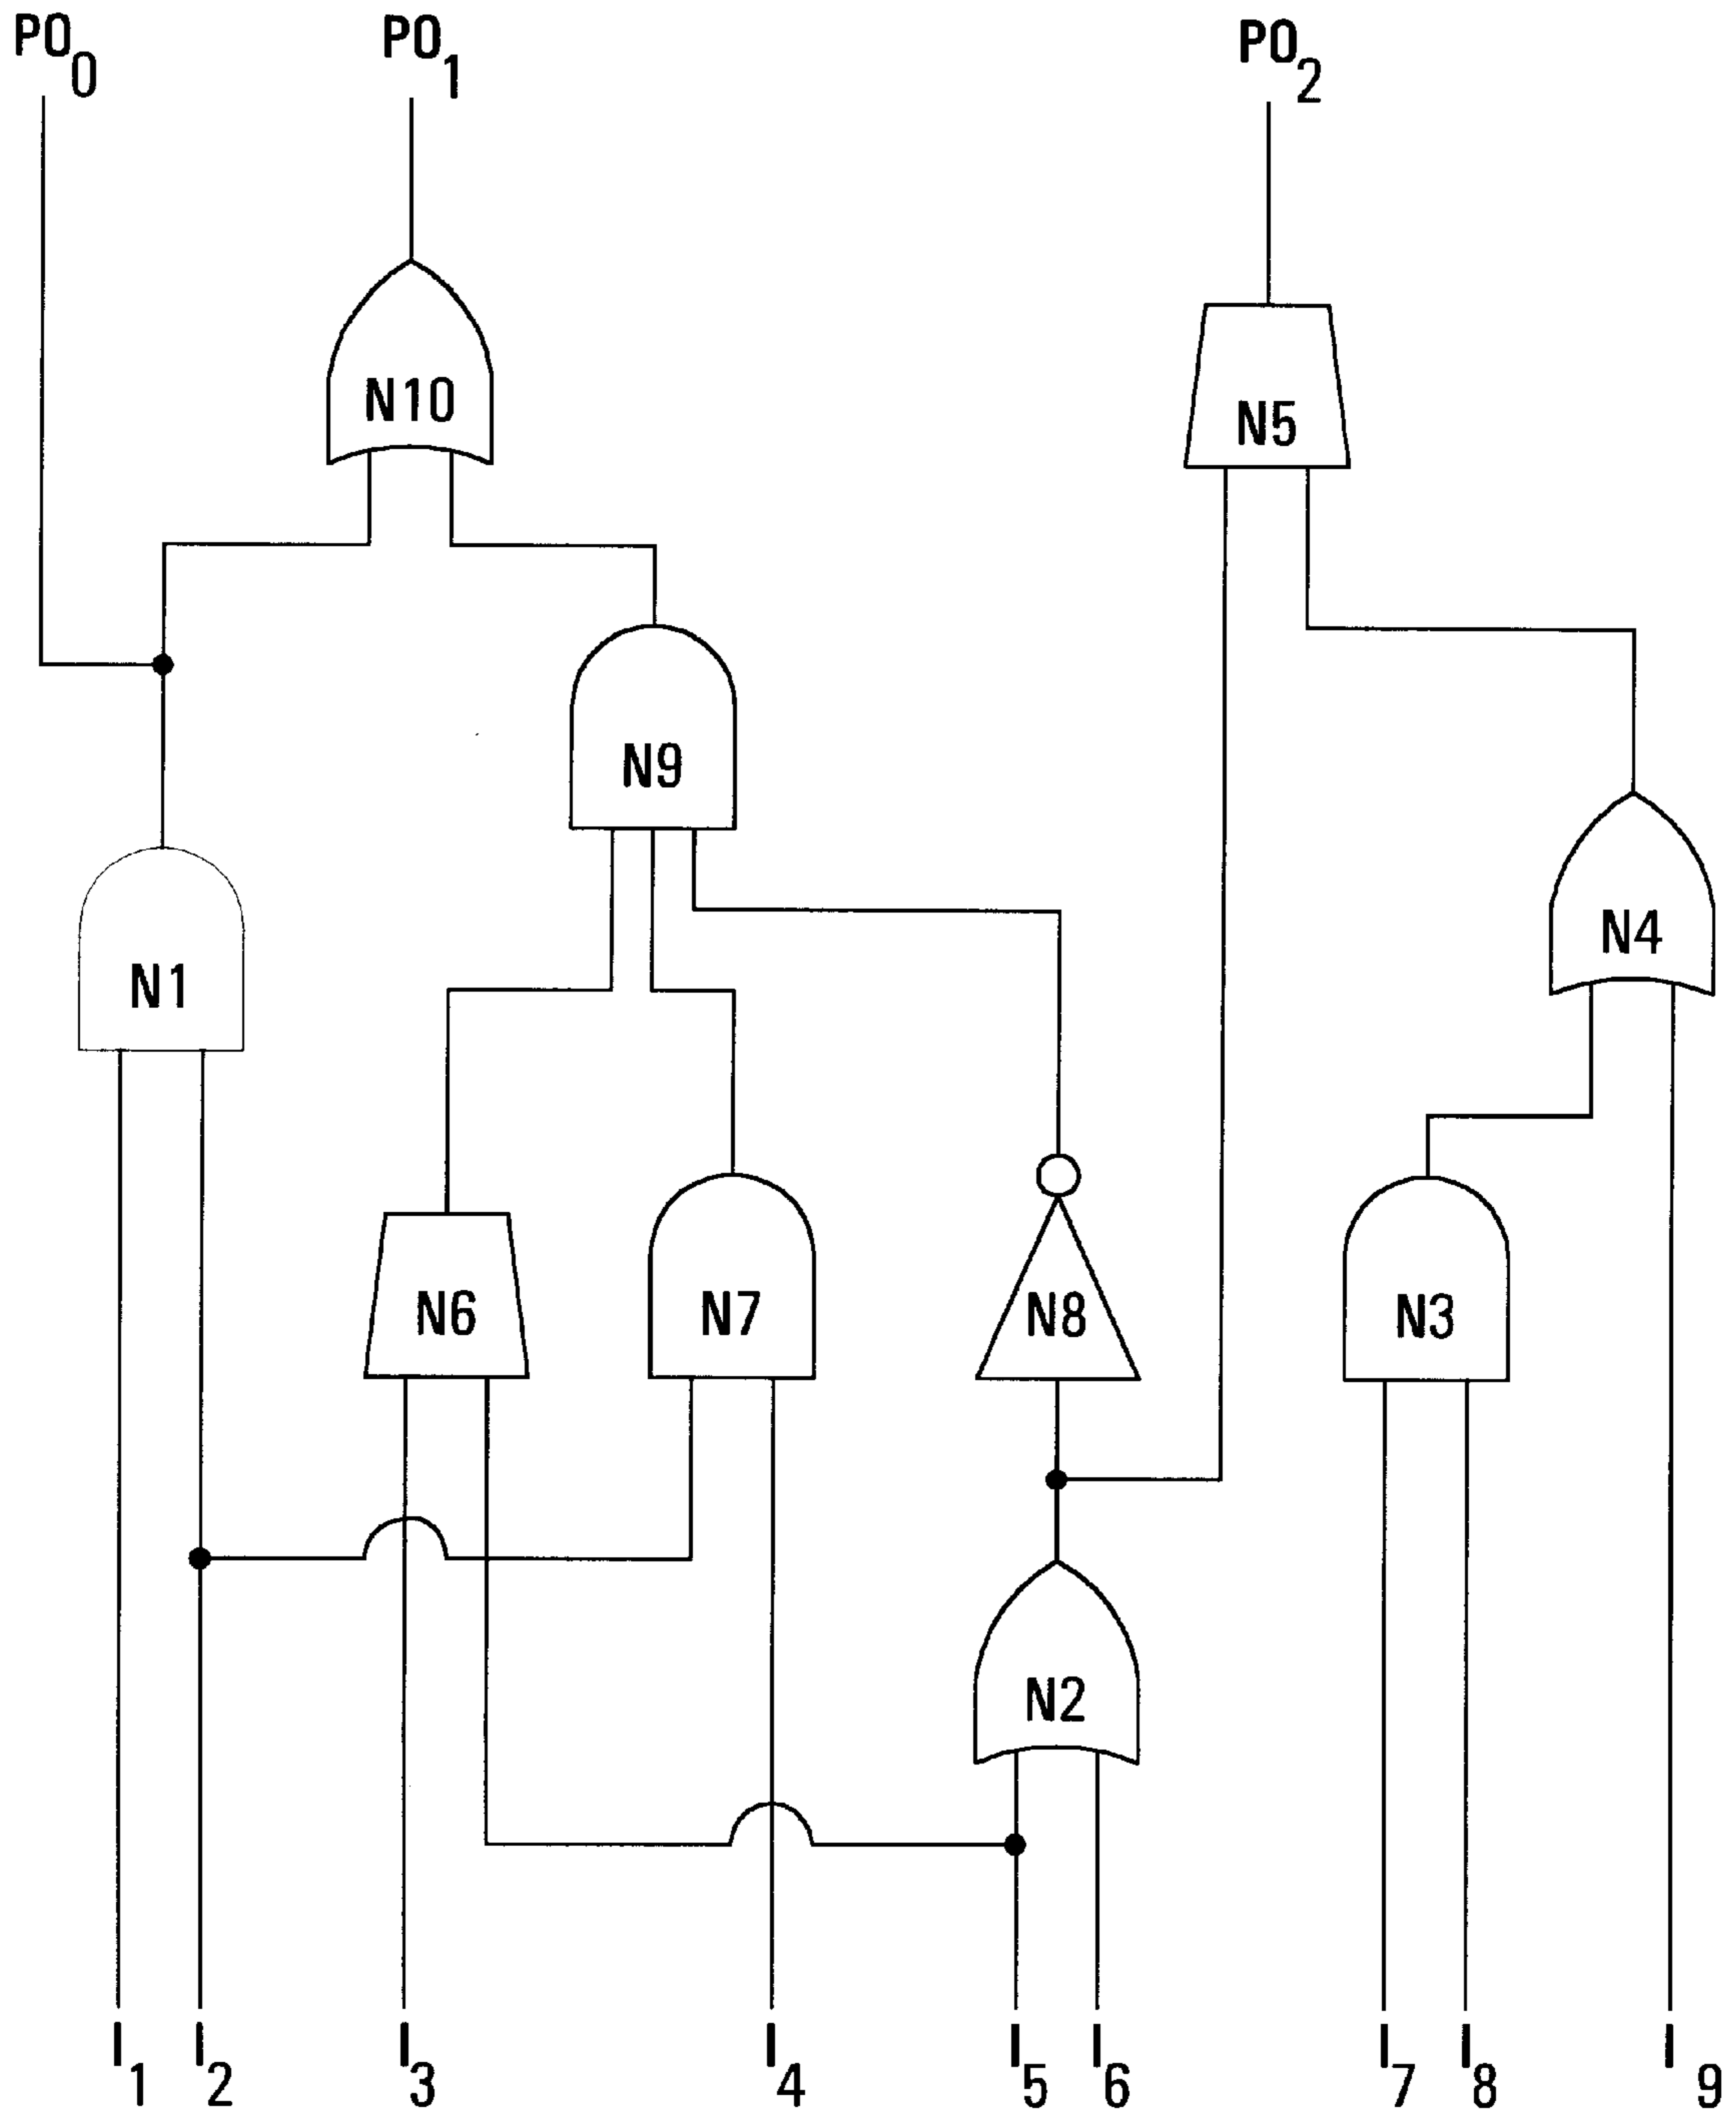 PO0 PO1 PO2
N10 N5
N9
N4
N1
N6 N7 N8 N3
N2
I1 I2 I3 I4 I5 I6 I7 I8 I9